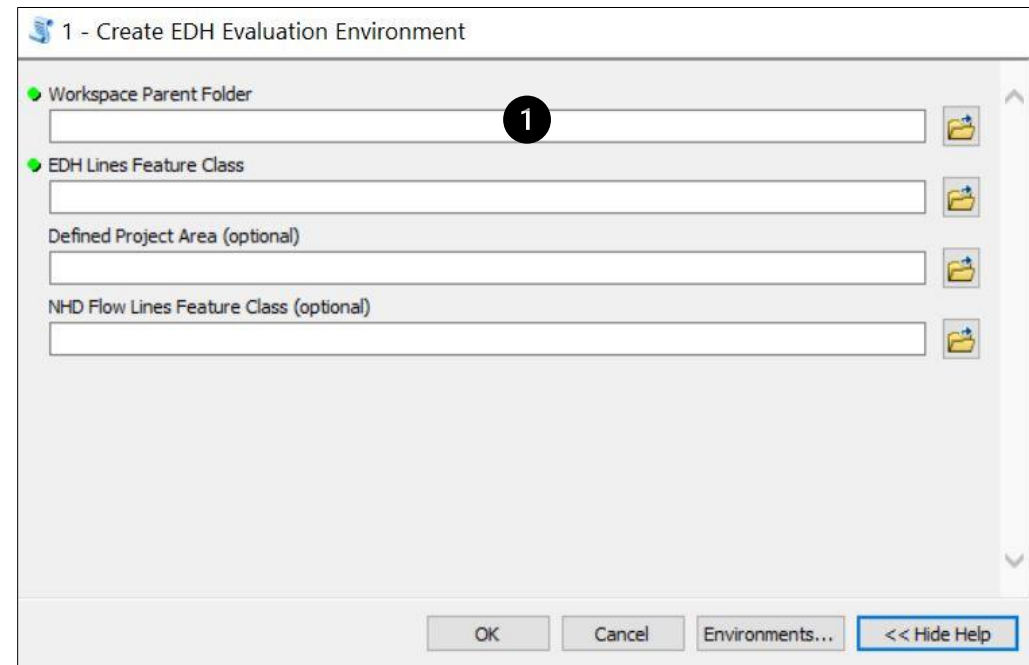 1 - Create EDH Evaluation Environment
Workspace Parent Folder
1
EDH Lines Feature Class
Defined Project Area (optional)
NHD Flow Lines Feature Class (optional)
OK Cancel Environments... << Hide Help